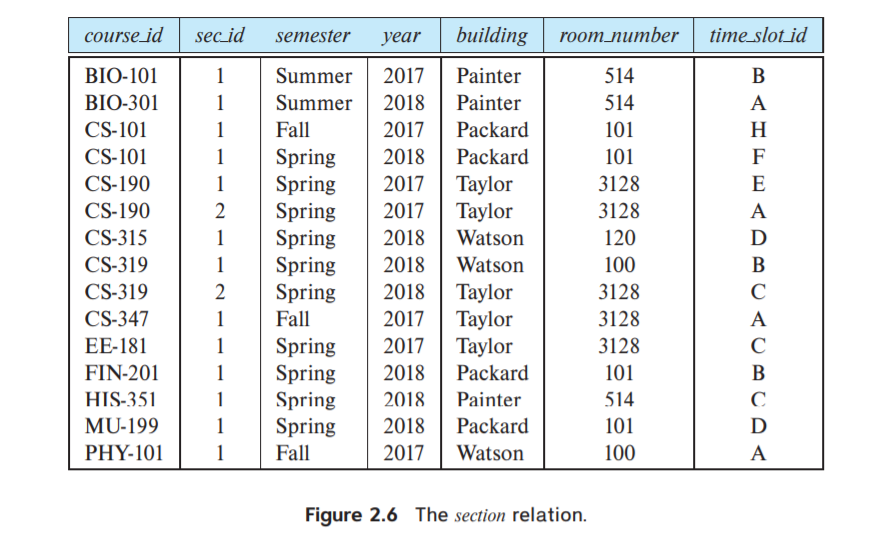 course_id sec_id semester year building room_number time_slot_id
BIO-101 1 Summer 2017 Painter 514 B
BIO-301 1 Summer 2018 Painter 514 A
CS-101 1 Fall 2017 Packard 101 H
CS-101 1 Spring 2018 Packard 101 F
CS-190 1 Spring 2017 Taylor 3128 E
CS-190 2 Spring 2017 Taylor 3128 A
CS-315 1 Spring 2018 Watson 120 D
CS-319 1 Spring 2018 Watson 100 B
CS-319 2 Spring 2018 Taylor 3128 C
CS-347 1 Fall 2017 Taylor 3128 A
EE-181 1 Spring 2017 Taylor 3128 C
FIN-201 1 Spring 2018 Packard 101 B
HIS-351 1 Spring 2018 Painter 514 C
MU-199 1 Spring 2018 Packard 101 D
PHY-101 1 Fall 2017 Watson 100 A
Figure 2.6 The section relation.